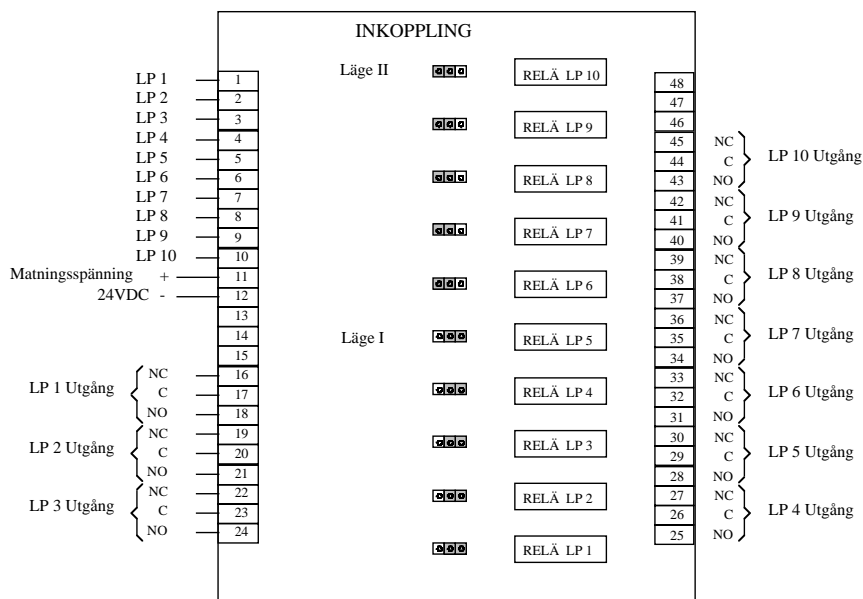 INKOPPLING
LP 1 1
LP 2 2
LP 3 3
LP 4 4
LP 5 5
LP 6 6
LP 7 7
LP 8 8
LP 9 9
LP 10 10
Matningsspänning + 11
24VDC - 12
13
14
15
LP 1 Utgång
NC 16
C 17
NO 18
LP 2 Utgång
NC 19
C 20
NO 21
LP 3 Utgång
NC 22
C 23
NO 24
Läge II
Läge I
RELÄ LP 10
RELÄ LP 9
RELÄ LP 8
RELÄ LP 7
RELÄ LP 6
RELÄ LP 5
RELÄ LP 4
RELÄ LP 3
RELÄ LP 2
RELÄ LP 1
48
47
46
45 NC
44 C
43 NO
LP 10 Utgång
42 NC
41 C
40 NO
LP 9 Utgång
39 NC
38 C
37 NO
LP 8 Utgång
36 NC
35 C
34 NO
LP 7 Utgång
33 NC
32 C
31 NO
LP 6 Utgång
30 NC
29 C
28 NO
LP 5 Utgång
27 NC
26 C
25 NO
LP 4 Utgång